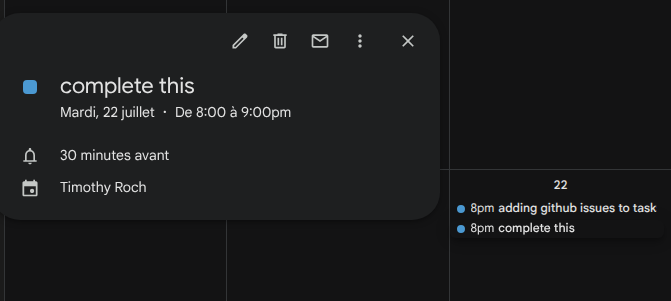 complete this
Mardi, 22 juillet · De 8:00 à 9:00pm
30 minutes avant
Timothy Roch
22
8pm adding github issues to task
8pm complete this